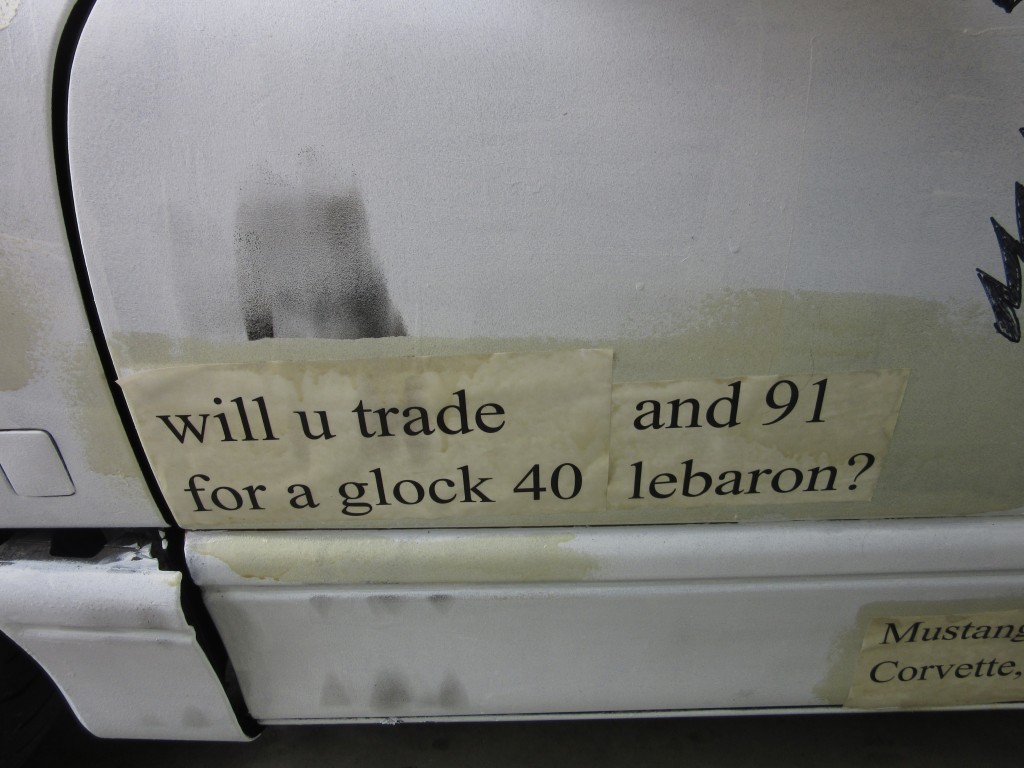 will u trade
for a glock 40
and 91
lebaron?
Mustang
Corvette,